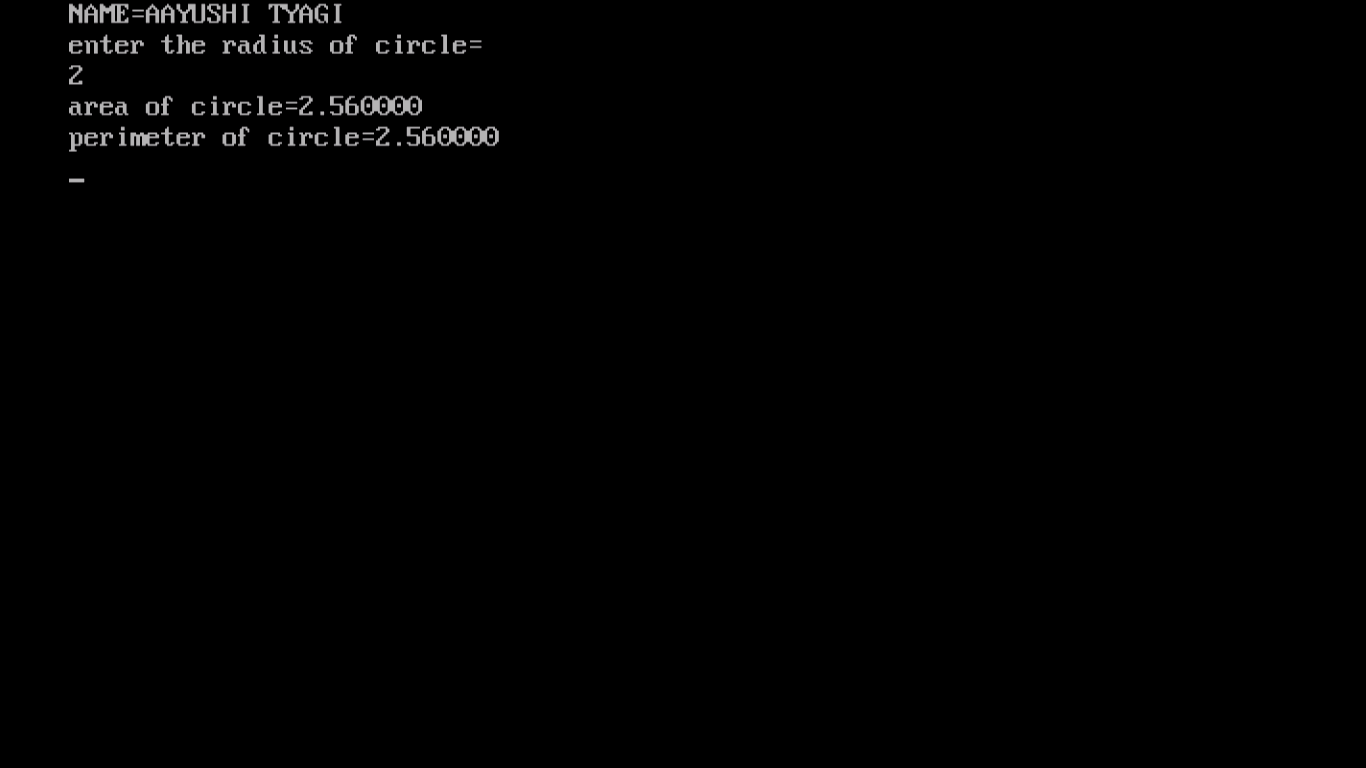 NAME=AAYUSHI TYAGI
enter the radius of circle=
2
area of circle=2.560000
perimeter of circle=2.560000
_